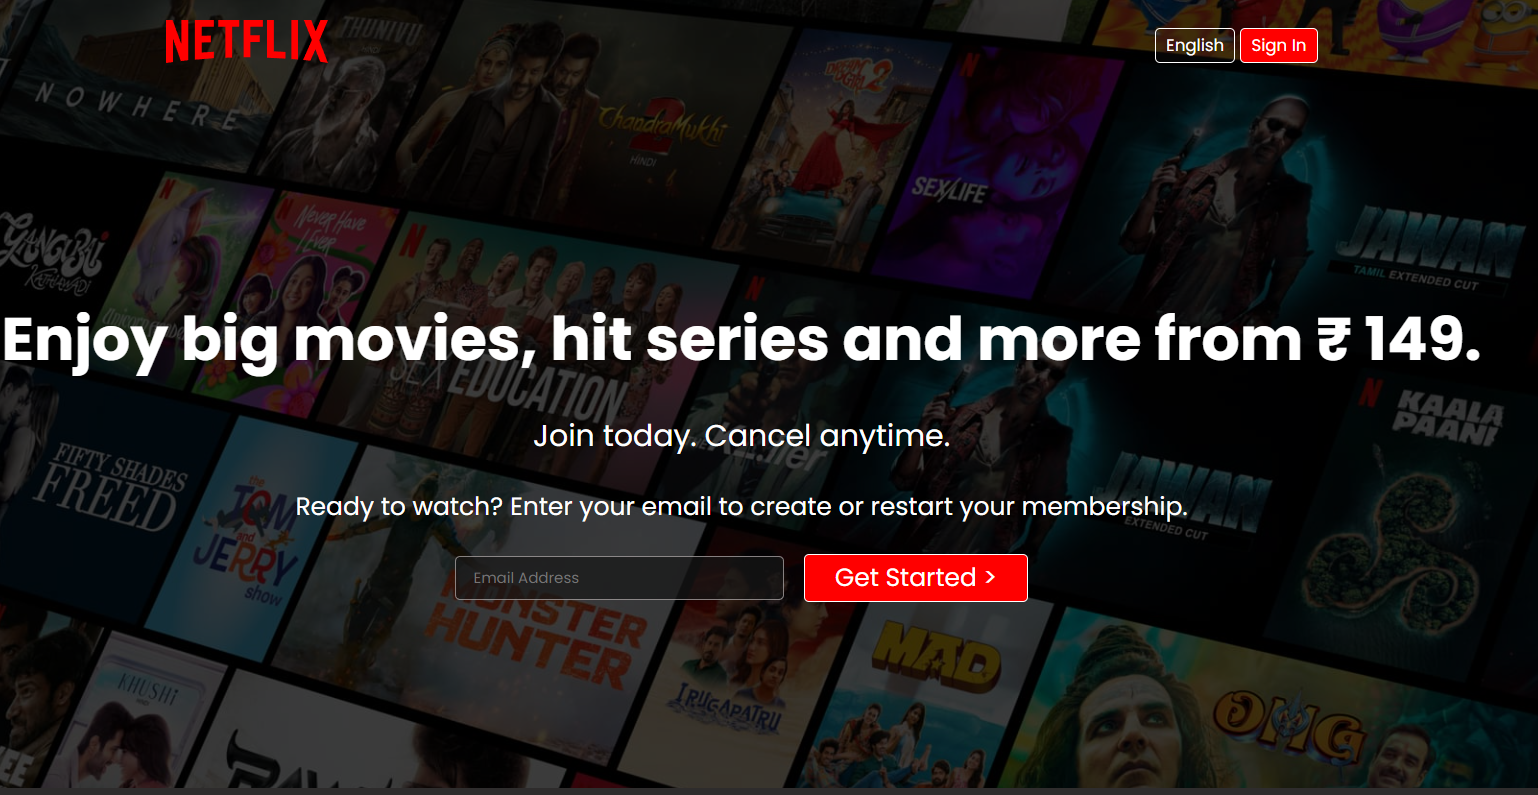 NETFLIX
English
Sign In
THUNIVU
NOWHERE
ChandraMukhi
2
HINDI
DREAM
GIRL 2
SEX/LIFE
JAWAN
TAMIL EXTENDED CUT
GANGUBAI
KATHIAWADI
Never Have
I Ever
Enjoy big movies, hit series and more from ₹ 149.
SEX EDUCATION
KAALA
PAANI
Join today. Cancel anytime.
FIFTY SHADES
FREED
the
TOM
and
JERRY
show
JAWAN
EXTENDED CUT
Ready to watch? Enter your email to create or restart your membership.
Email Address
Get Started >
MONSTER
HUNTER
MAD
IRUGAPATRU
KHUSHi
OMG